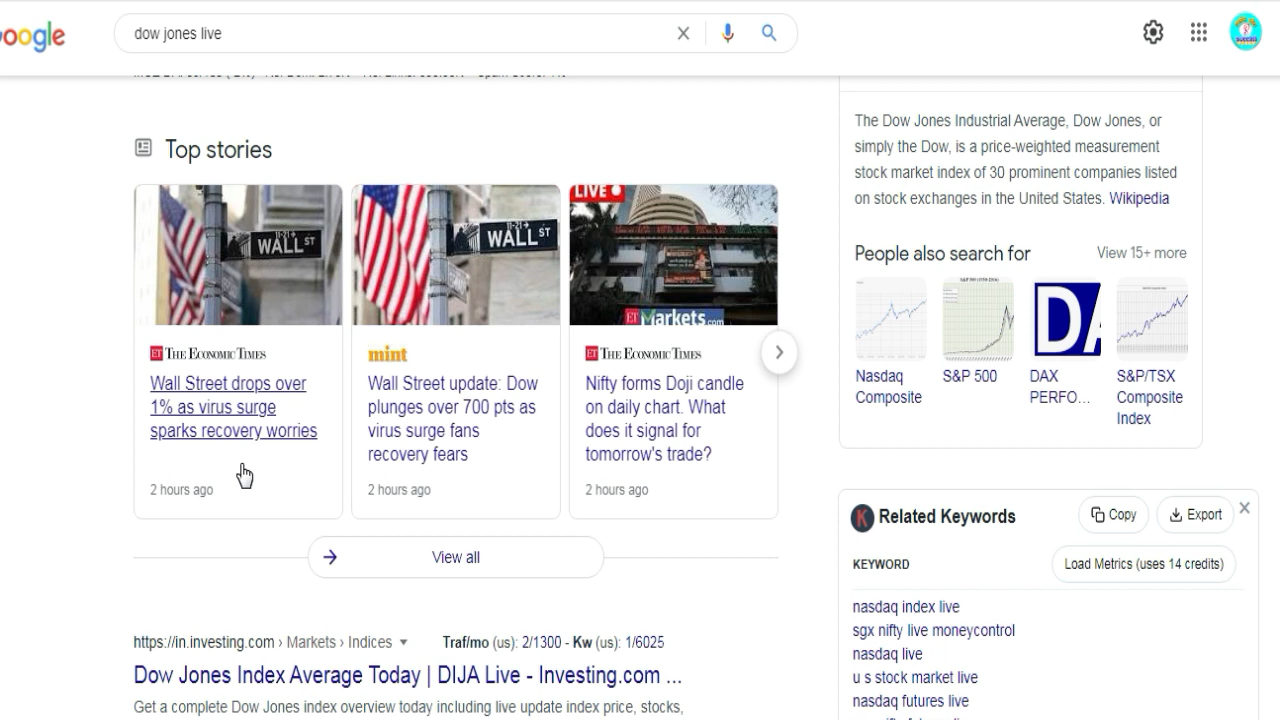 oogle
dow jones live
Top stories
WALL ST
THE ECONOMIC TIMES
Wall Street drops over
1% as virus surge
sparks recovery worries
2 hours ago
WALL ST
mint
Wall Street update: Dow
plunges over 700 pts as
virus surge fans
recovery fears
2 hours ago
LIVE
ET Markets.com
ET THE ECONOMIC TIMES
Nifty forms Doji candle
on daily chart. What
does it signal for
tomorrow's trade?
2 hours ago
View all
https://in.investing.com › Markets › Indices
Traf/mo (us): 2/1300 - Kw (us): 1/6025
Dow Jones Index Average Today | DIJA Live - Investing.com ...
Get a complete Dow Jones index overview today including live update index price, stocks,
The Dow Jones Industrial Average, Dow Jones, or
simply the Dow, is a price-weighted measurement
stock market index of 30 prominent companies listed
on stock exchanges in the United States. Wikipedia
People also search for
View 15+ more
DA
Nasdaq
Composite
S&P 500
DAX
PERFO...
S&P/TSX
Composite
Index
K Related Keywords
Copy
Export
KEYWORD
Load Metrics (uses 14 credits)
nasdaq index live
sgx nifty live moneycontrol
nasdaq live
u s stock market live
nasdaq futures live